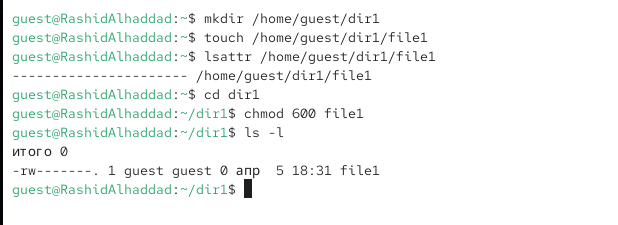 guest@RashidAlhaddad:~$ mkdir /home/guest/dir1
guest@RashidAlhaddad:~$ touch /home/guest/dir1/file1
guest@RashidAlhaddad:~$ lsattr /home/guest/dir1/file1
---------------------- /home/guest/dir1/file1
guest@RashidAlhaddad:~$ cd dir1
guest@RashidAlhaddad:~/dir1$ chmod 600 file1
guest@RashidAlhaddad:~/dir1$ ls -l
итого 0
-rw-------. 1 guest guest 0 апр  5 18:31 file1
guest@RashidAlhaddad:~/dir1$